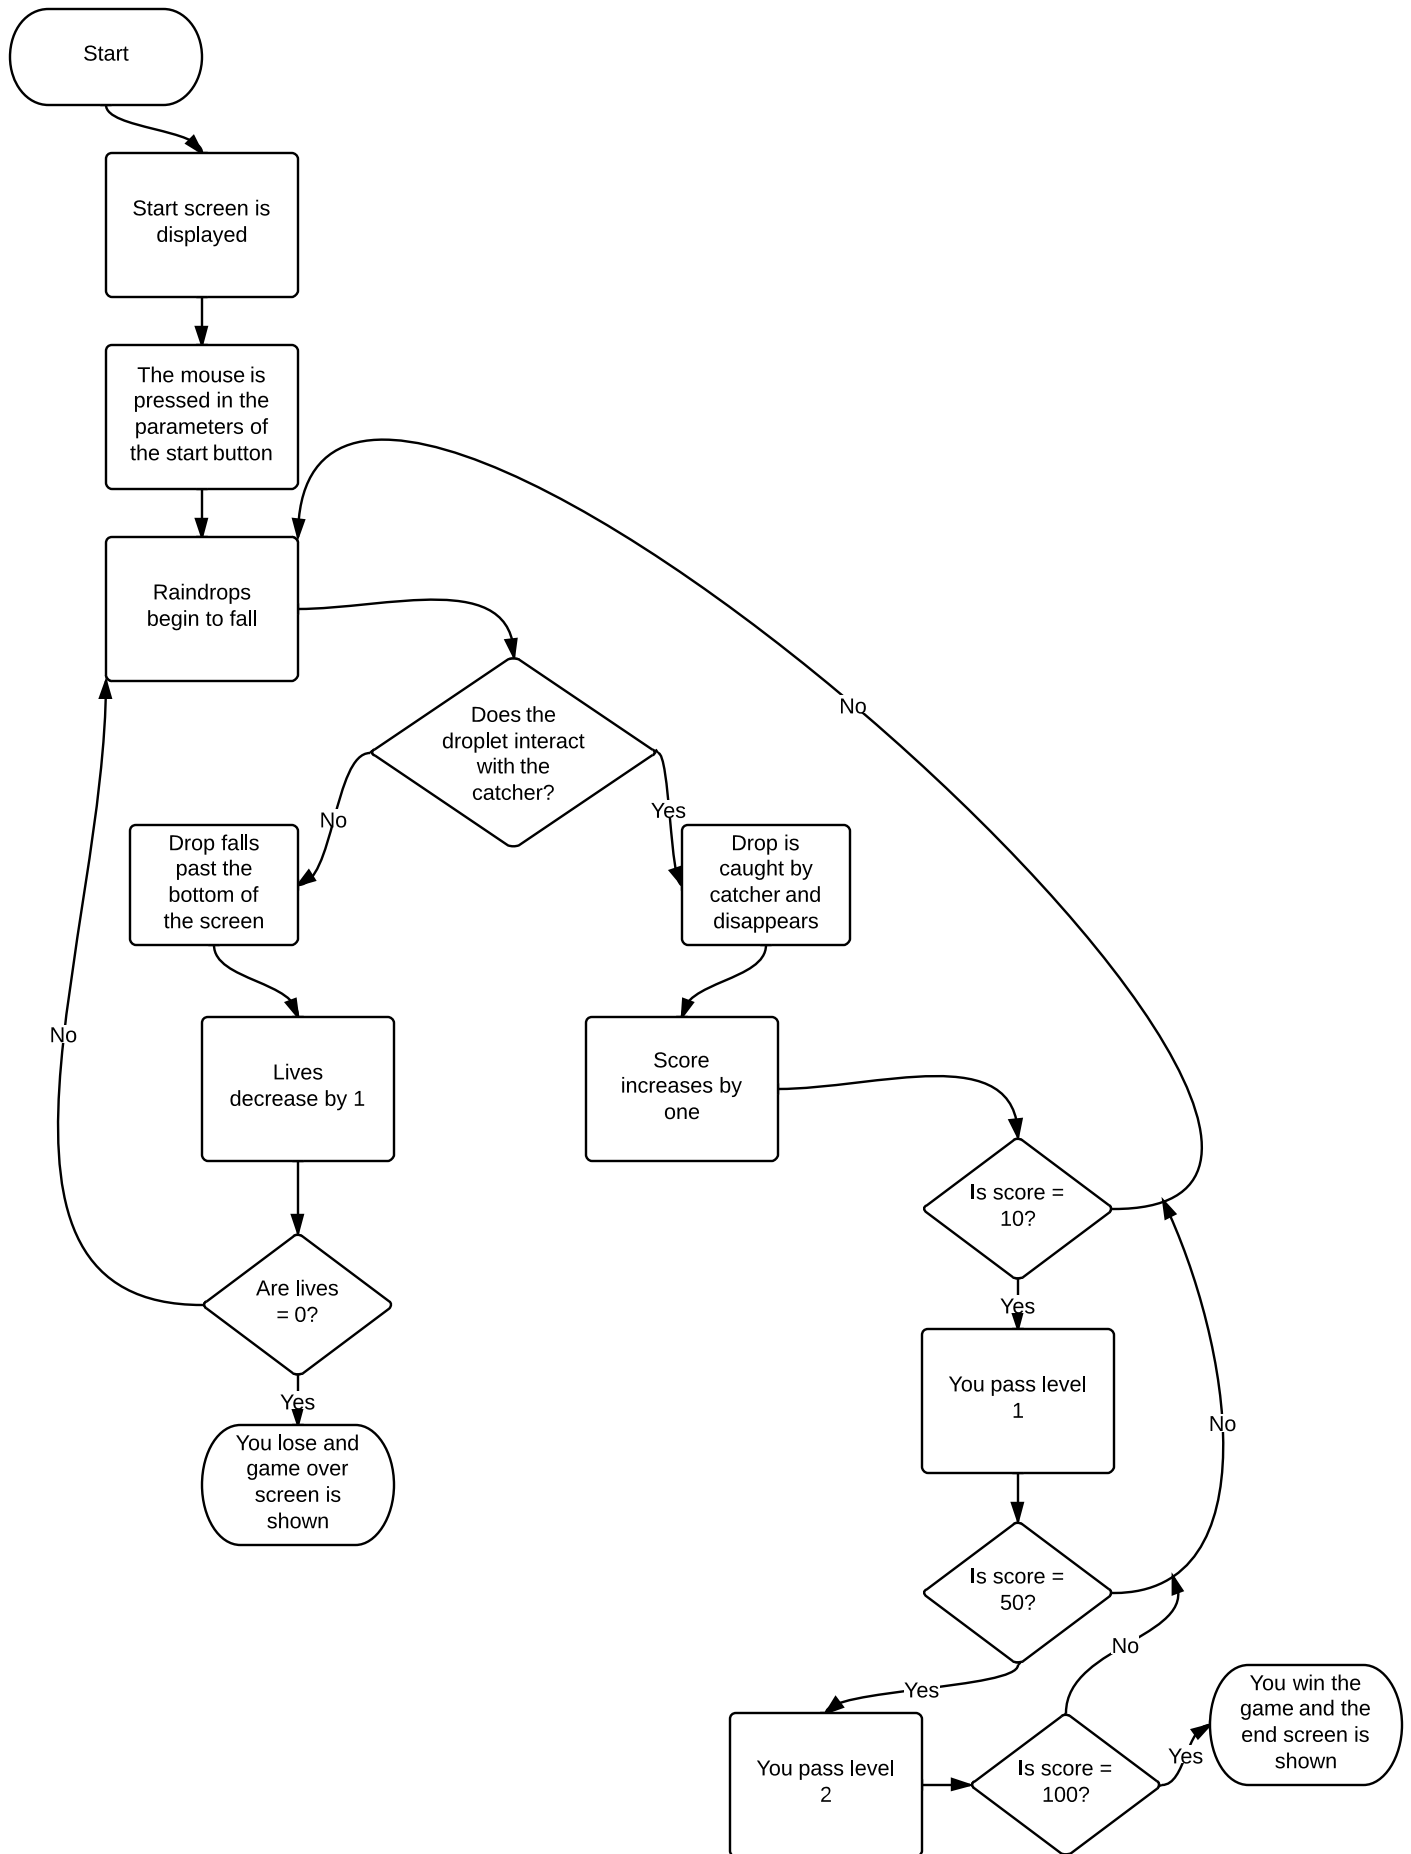 Start
Start screen is
displayed
The mouse is
pressed in the
parameters of
the start button
Raindrops
begin to fall
Does the
droplet interact
with the
catcher?
No
Yes
No
Drop falls
past the
bottom of
the screen
Drop is
caught by
catcher and
disappears
No
Lives
decrease by 1
Score
increases by
one
Is score =
10?
Are lives
= 0?
Yes
Yes
You pass level
1
No
You lose and
game over
screen is
shown
Is score =
50?
No
Yes
You win the
game and the
end screen is
shown
Yes
You pass level
2
Is score =
100?